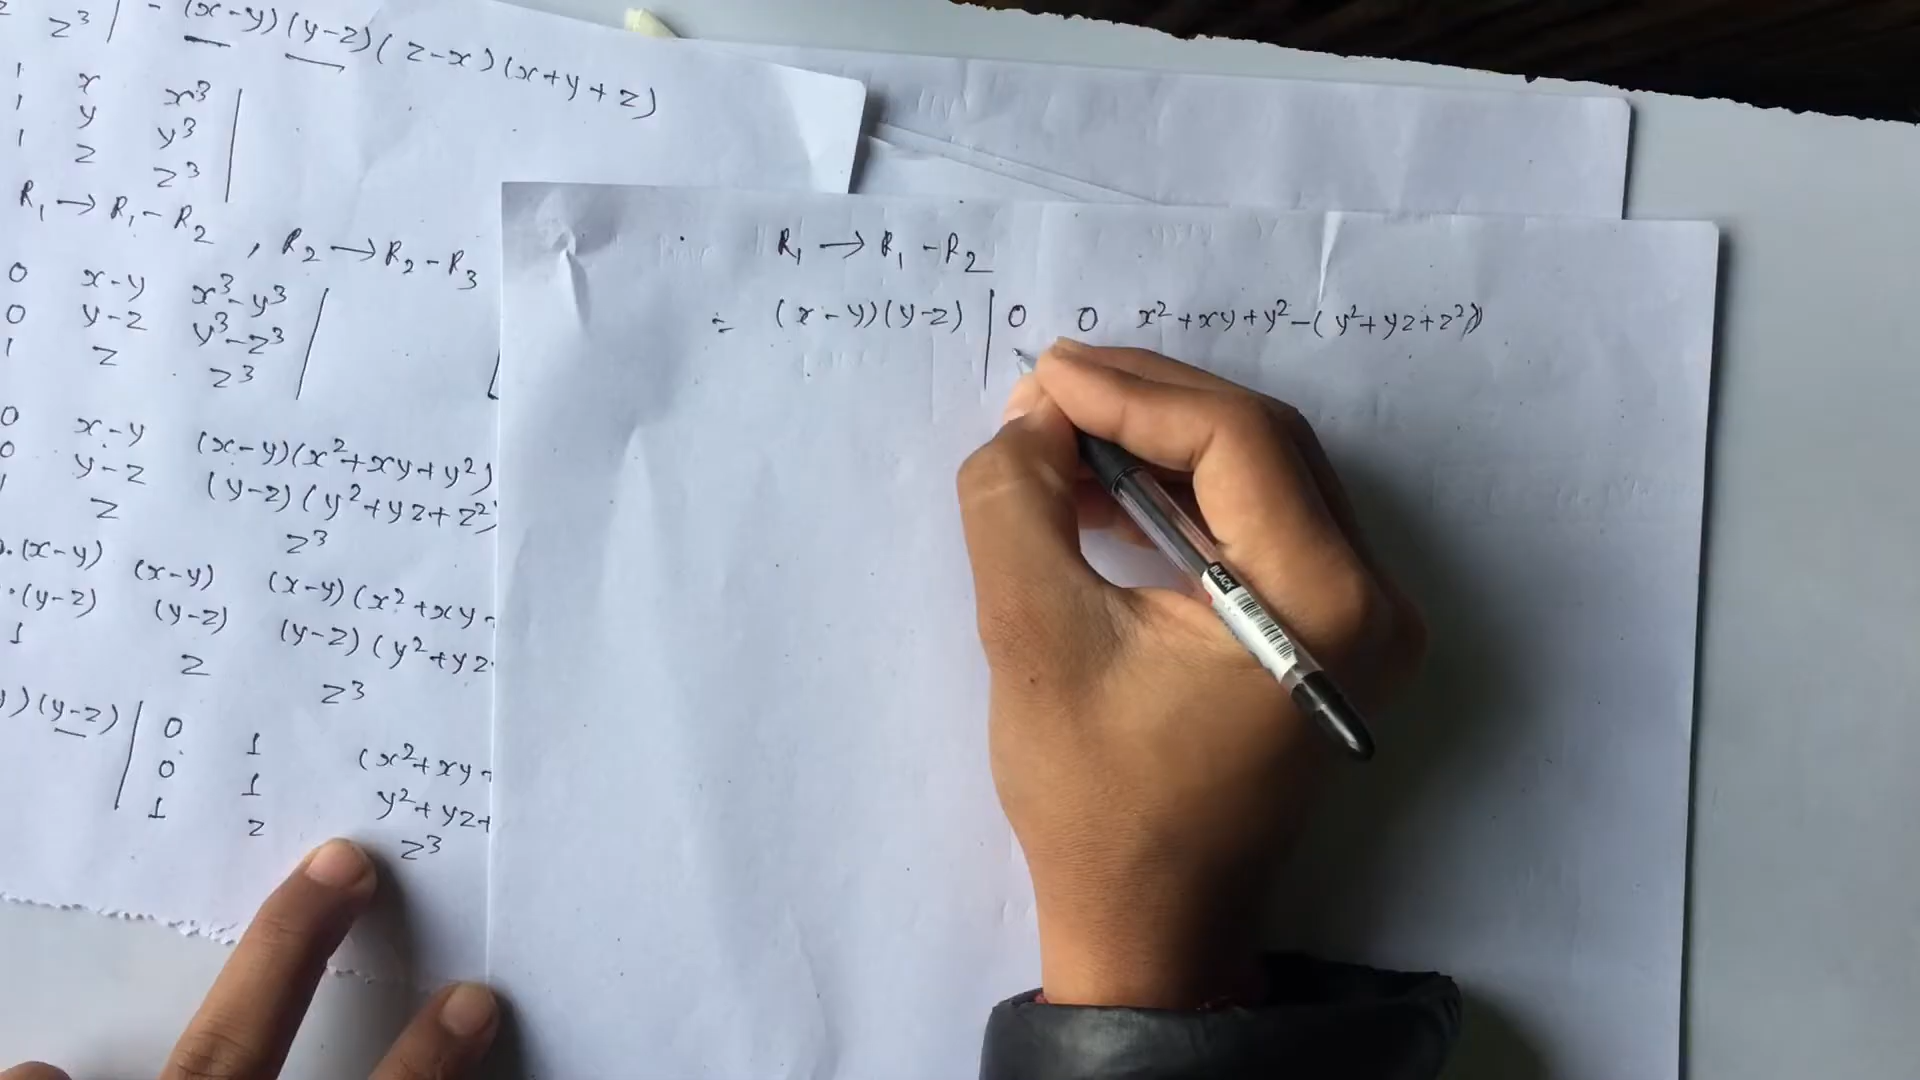 z³ | - (x-y)(y-z)(z-x)(x+y+z)
1 x x³ |
1 y y³
1 z z³
R₁ → R₁-R₂ , R₂ → R₂-R₃
0 x-y x³-y³ |
0 y-z y³-z³
1 z z³
0 x-y (x-y)(x²+xy+y²)
0 y-z (y-z)(y²+yz+z²)
1 z z³
0.(x-y) (x-y) (x-y)(x²+xy+
.(y-z) (y-z) (y-z)(y²+yz
1 z z³
y)(y-z) | 0 1 (x²+xy+
0 1 y²+yz+
1 z z³
R₁ → R₁-R₂
= (x-y)(y-z) | 0 0 x²+xy+y²-(y²+yz+z²))
BLACK